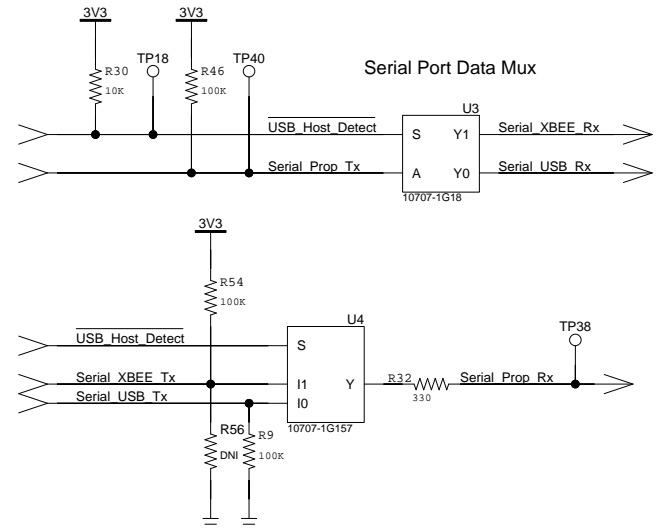 3V3 3V3
TP18 TP40
R30 R46
10K 100K
Serial Port Data Mux
U3
USB_Host_Detect S Y1 Serial_XBEE_Rx
Serial_Prop_Tx A Y0 Serial_USB_Rx
10707-1G18
3V3
R54
100K
U4
TP38
USB_Host_Detect S
Serial_XBEE_Tx I1 Y R32 Serial_Prop_Rx
330
Serial_USB_Tx I0
10707-1G157
R56 R9
DNI 100K